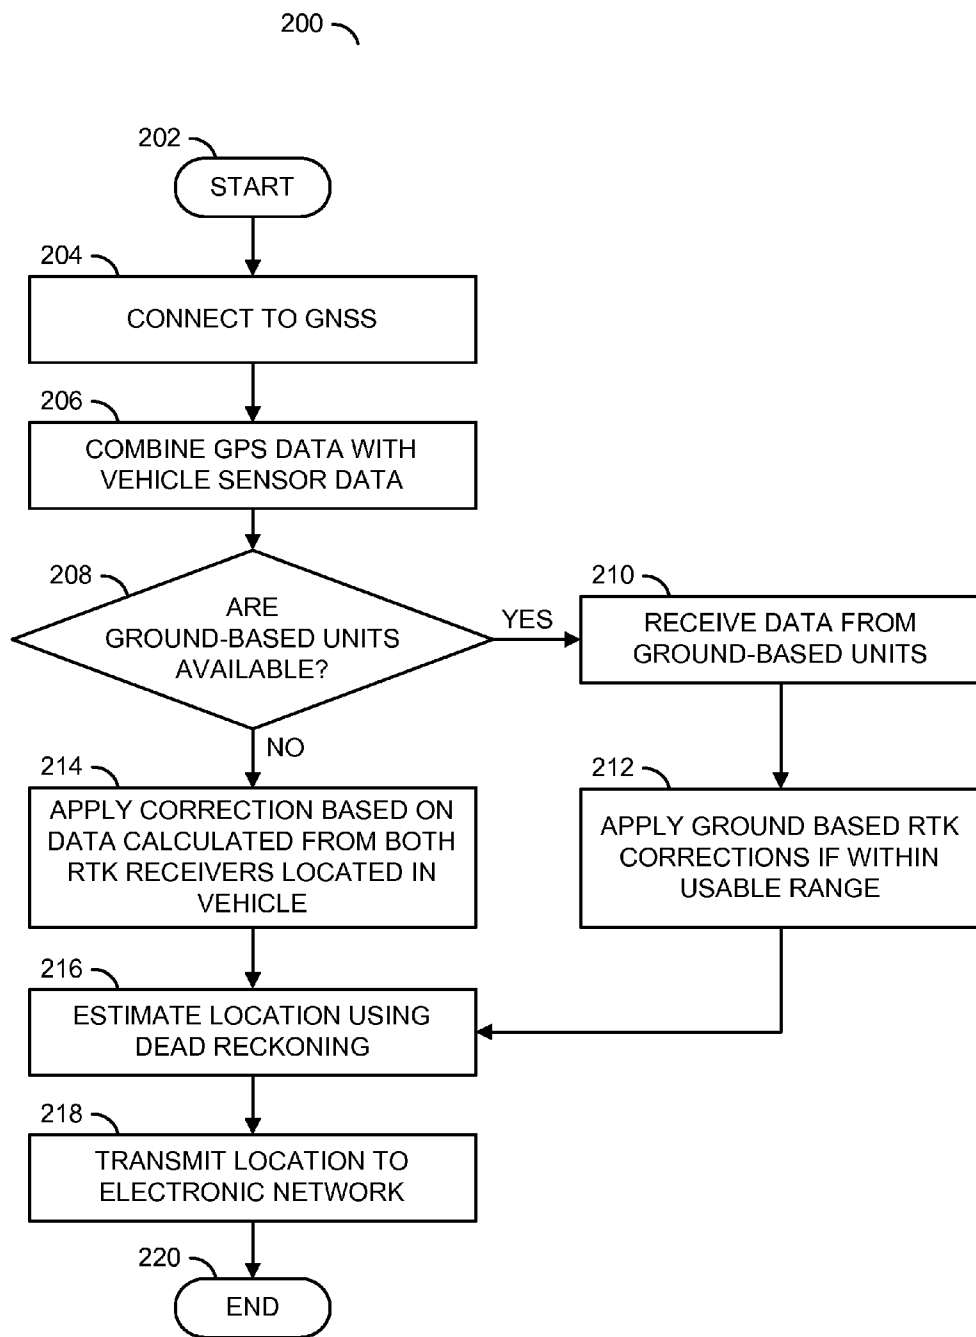 200
202
START
204
CONNECT TO GNSS
206
COMBINE GPS DATA WITH
VEHICLE SENSOR DATA
208
ARE
GROUND-BASED UNITS
AVAILABLE?
YES
NO
210
RECEIVE DATA FROM
GROUND-BASED UNITS
212
APPLY GROUND BASED RTK
CORRECTIONS IF WITHIN
USABLE RANGE
214
APPLY CORRECTION BASED ON
DATA CALCULATED FROM BOTH
RTK RECEIVERS LOCATED IN
VEHICLE
216
ESTIMATE LOCATION USING
DEAD RECKONING
218
TRANSMIT LOCATION TO
ELECTRONIC NETWORK
220
END